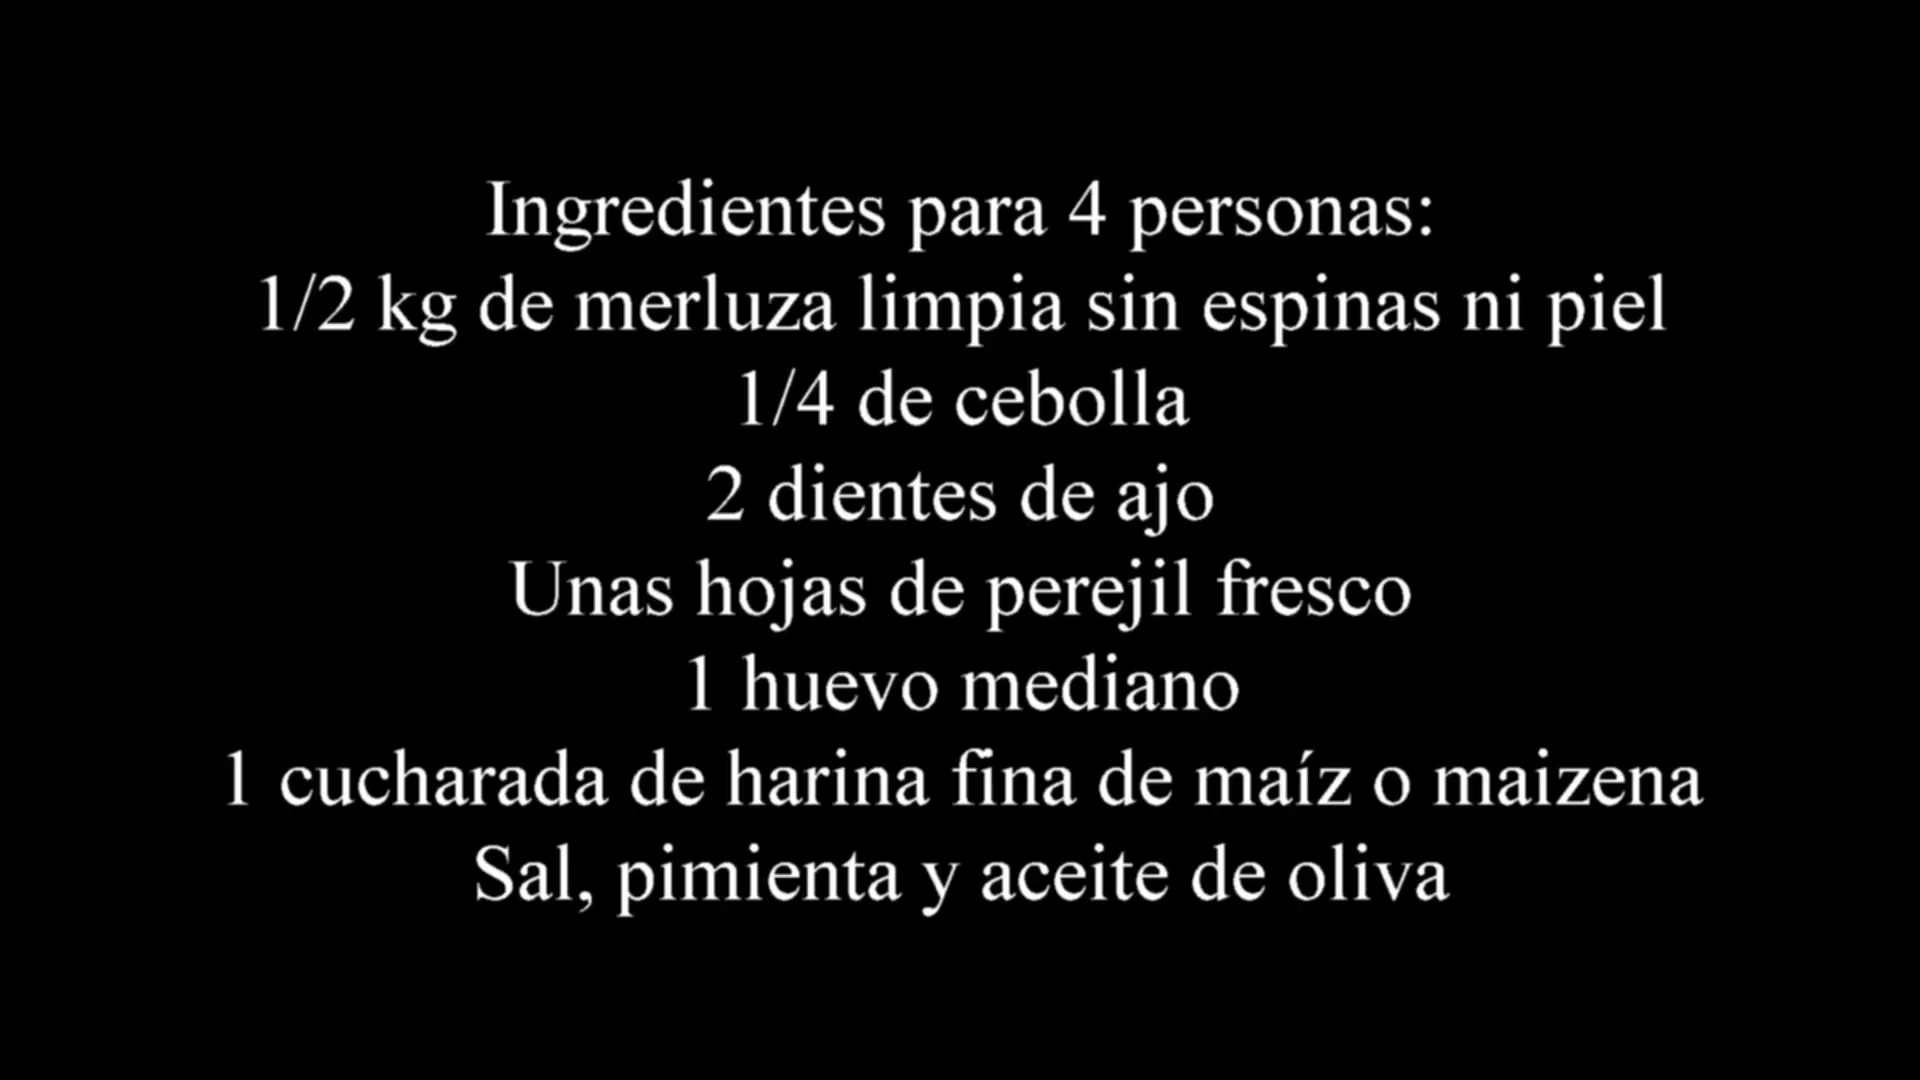 Ingredientes para 4 personas:
1/2 kg de merluza limpia sin espinas ni piel
1/4 de cebolla
2 dientes de ajo
Unas hojas de perejil fresco
1 huevo mediano
1 cucharada de harina fina de maíz o maizena
Sal, pimienta y aceite de oliva